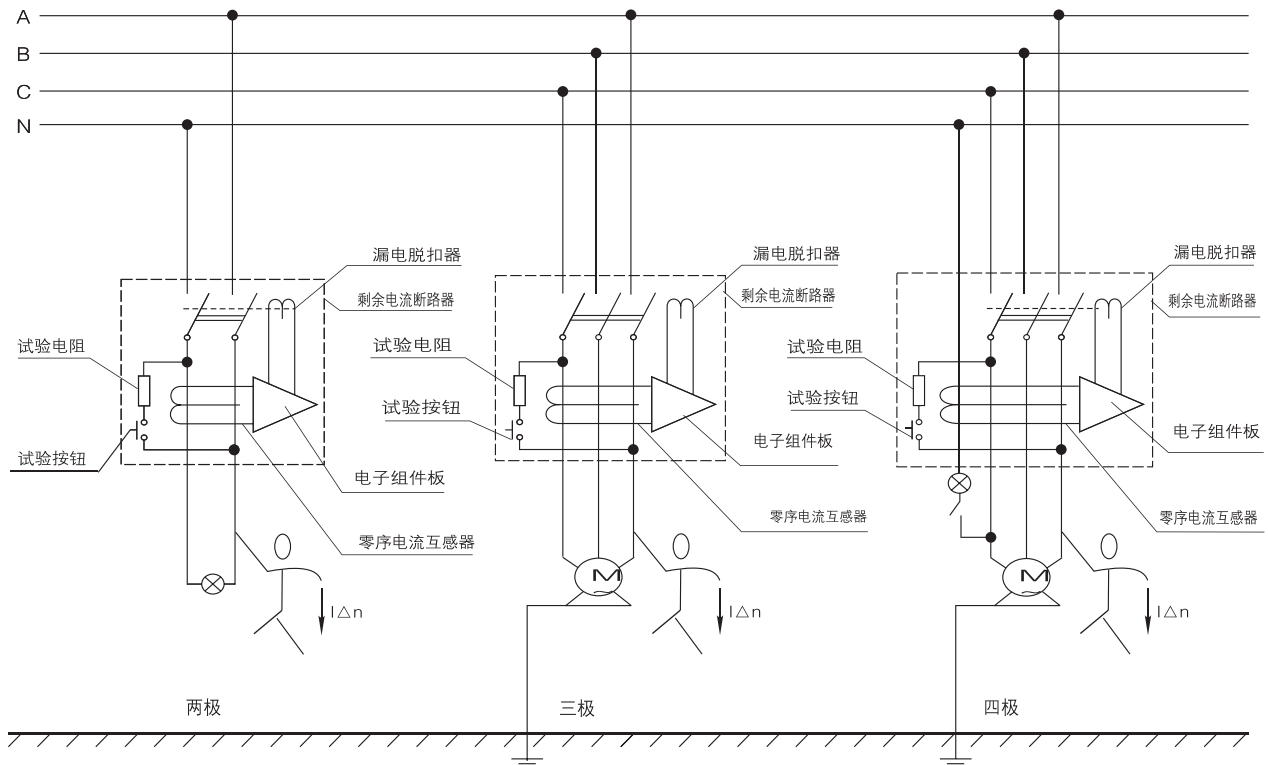 A
B
C
N
漏电脱扣器
剩余电流断路器
试验电阻
试验按钮
电子组件板
零序电流互感器
I△n
两极
漏电脱扣器
剩余电流断路器
试验电阻
试验按钮
电子组件板
零序电流互感器
M
I△n
三极
漏电脱扣器
剩余电流断路器
试验电阻
试验按钮
电子组件板
零序电流互感器
M
I△n
四极